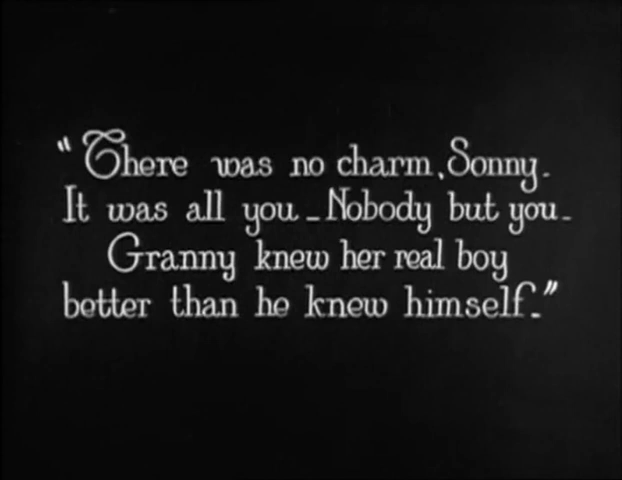 "There was no charm, Sonny.
It was all you - Nobody but you -
Granny knew her real boy
better than he knew himself."